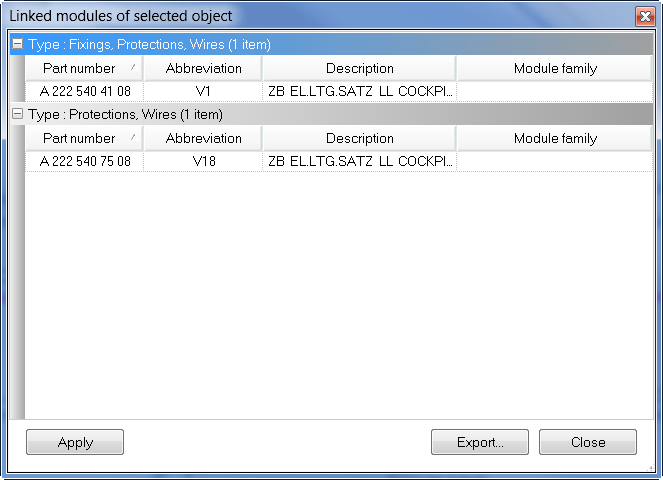 Linked modules of selected object
Type : Fixings, Protections, Wires (1 item)
Part number Abbreviation Description Module family
A 222 540 41 08 V1 ZB EL.LTG.SATZ LL COCKPI...
Type : Protections, Wires (1 item)
Part number Abbreviation Description Module family
A 222 540 75 08 V18 ZB EL.LTG.SATZ LL COCKPI...
Apply Export... Close